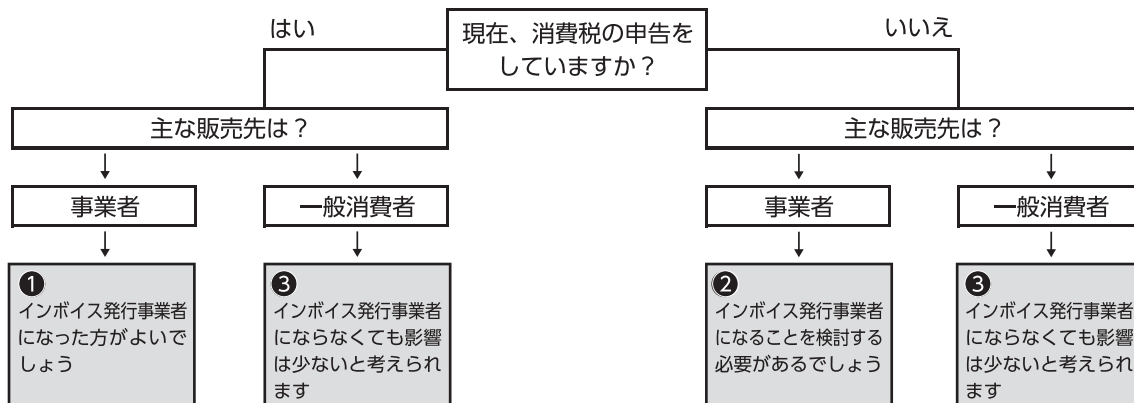 現在、消費税の申告を
していますか？
はい
いいえ
主な販売先は？
主な販売先は？
事業者
一般消費者
事業者
一般消費者
❶
インボイス発行事業者
になった方がよいで
しょう
❸
インボイス発行事業者
にならなくても影響
は少ないと考えられ
ます
❷
インボイス発行事業者
になることを検討する
必要があるでしょう
❸
インボイス発行事業者
にならなくても影響
は少ないと考えられ
ます